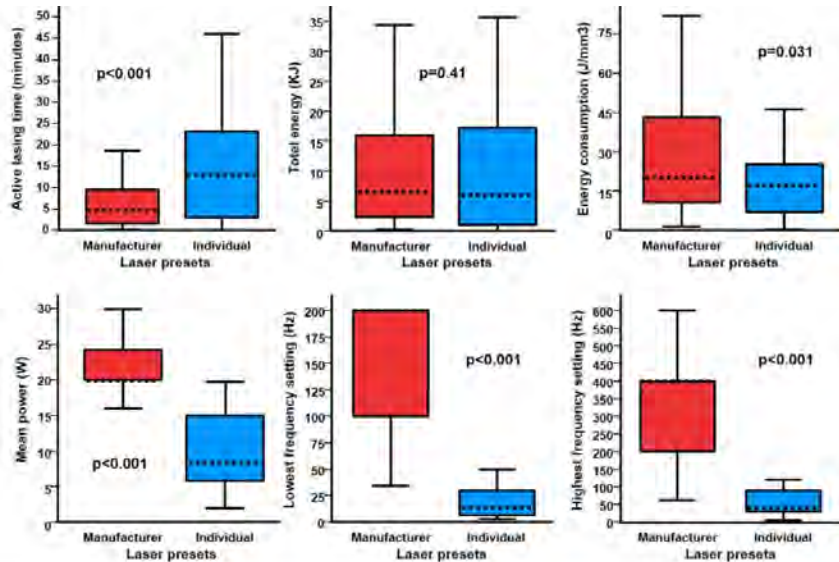 Active lasing time (minutes)
50
45
40
35
30
25
20
15
10
5
0
p<0.001
Manufacturer Individual
Laser presets
Total energy (KJ)
35
30
25
20
15
10
5
0
p=0.41
Manufacturer Individual
Laser presets
Energy consumption (J/mm3)
75
60
45
30
15
0
p=0.031
Manufacturer Individual
Laser presets
Mean power (W)
30
25
20
15
10
5
0
p<0.001
Manufacturer Individual
Laser presets
Lowest frequency setting (Hz)
200
175
150
125
100
75
50
25
0
p<0.001
Manufacturer Individual
Laser presets
Highest frequency setting (Hz)
600
550
500
450
400
350
300
250
200
150
100
50
0
p<0.001
Manufacturer Individual
Laser presets